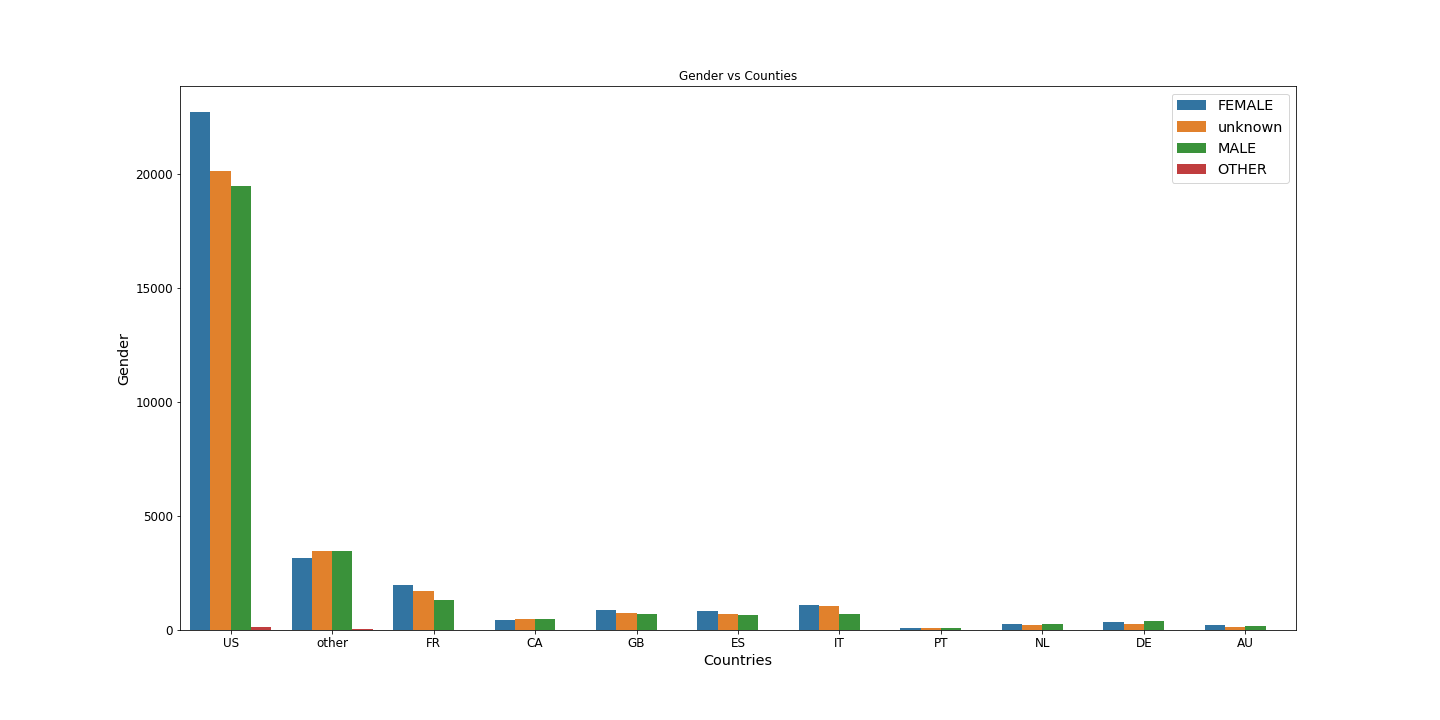 Gender vs Counties
FEMALE
unknown
MALE
OTHER
Gender
20000
15000
10000
5000
0
US other FR CA GB ES IT PT NL DE AU
Countries